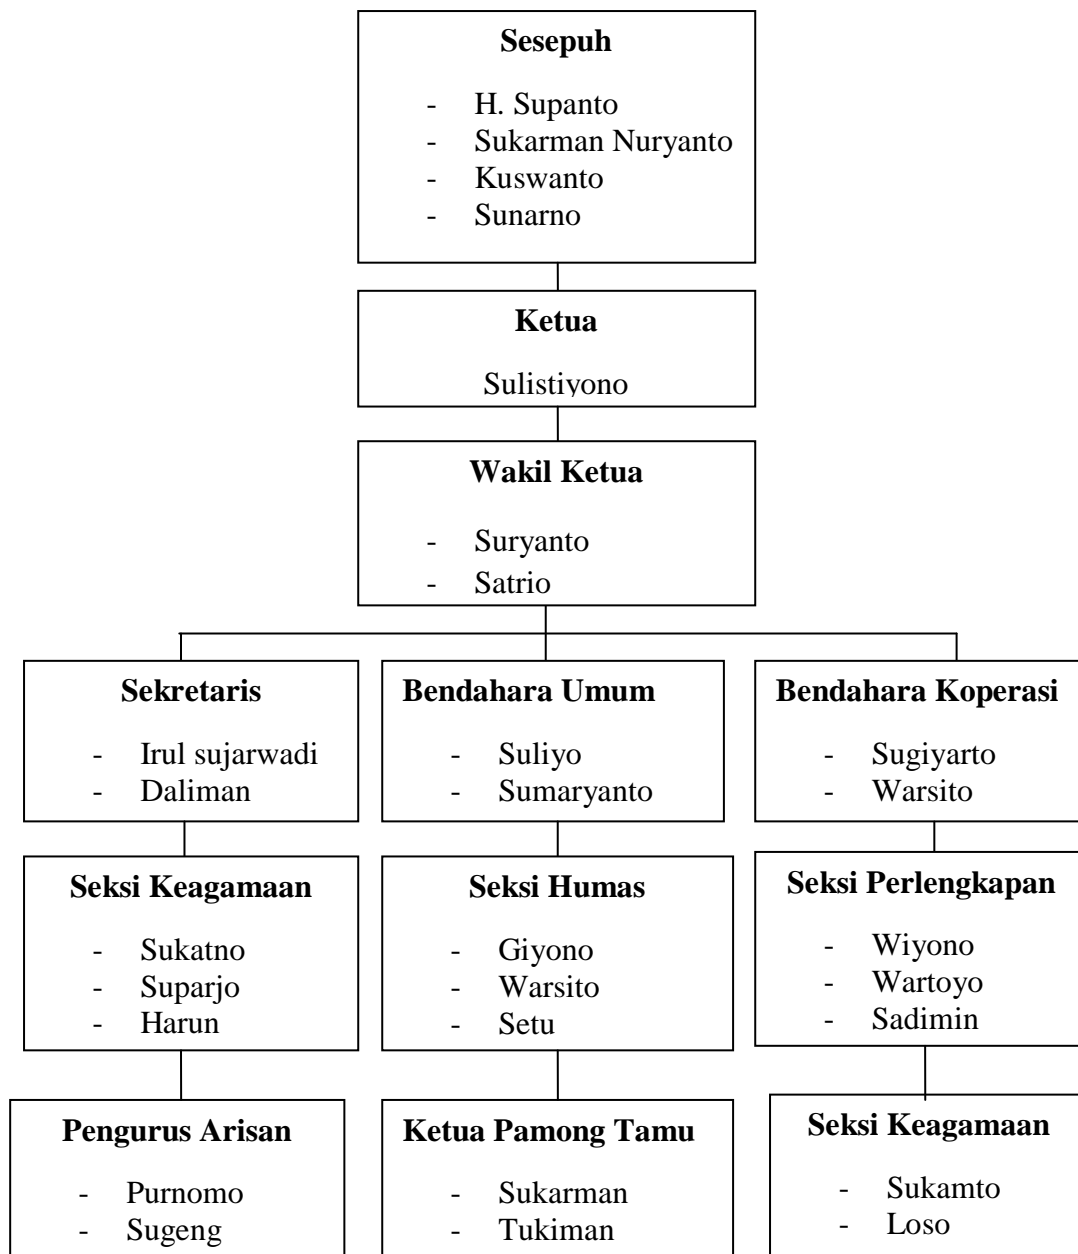 Sesepuh
- H. Supanto
- Sukarman Nuryanto
- Kuswanto
- Sunarno
Ketua
Sulistiyono
Wakil Ketua
- Suryanto
- Satrio
Sekretaris
- Irul sujarwadi
- Daliman
Bendahara Umum
- Suliyo
- Sumaryanto
Bendahara Koperasi
- Sugiyarto
- Warsito
Seksi Keagamaan
- Sukatno
- Suparjo
- Harun
Seksi Humas
- Giyono
- Warsito
- Setu
Seksi Perlengkapan
- Wiyono
- Wartoyo
- Sadimin
Pengurus Arisan
- Purnomo
- Sugeng
Ketua Pamong Tamu
- Sukarman
- Tukiman
Seksi Keagamaan
- Sukamto
- Loso